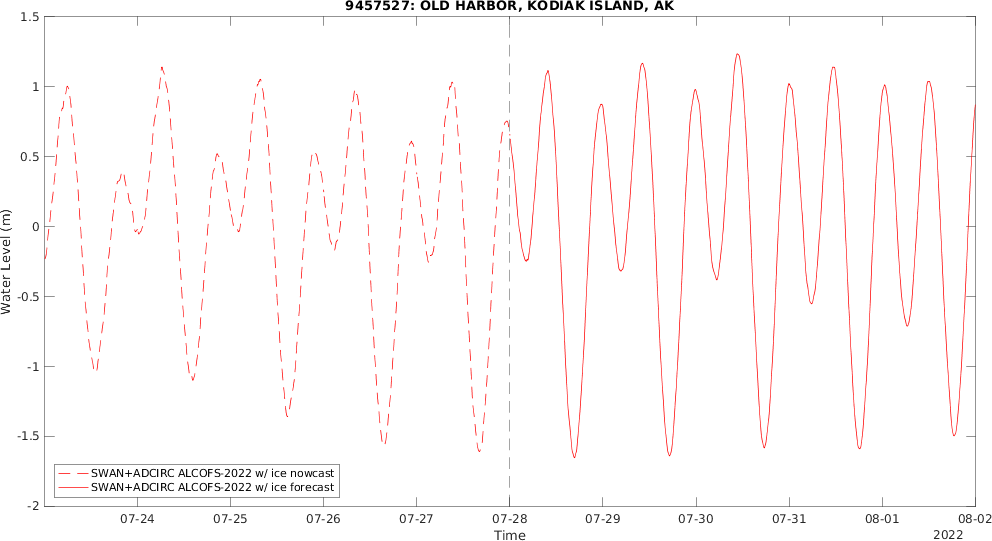 9457527: OLD HARBOR, KODIAK ISLAND, AK
Water Level (m)
1.5
1
0.5
0
-0.5
-1
-1.5
-2
SWAN+ADCIRC ALCOFS-2022 w/ ice nowcast
SWAN+ADCIRC ALCOFS-2022 w/ ice forecast
07-24 07-25 07-26 07-27 07-28 07-29 07-30 07-31 08-01 08-02
Time
2022